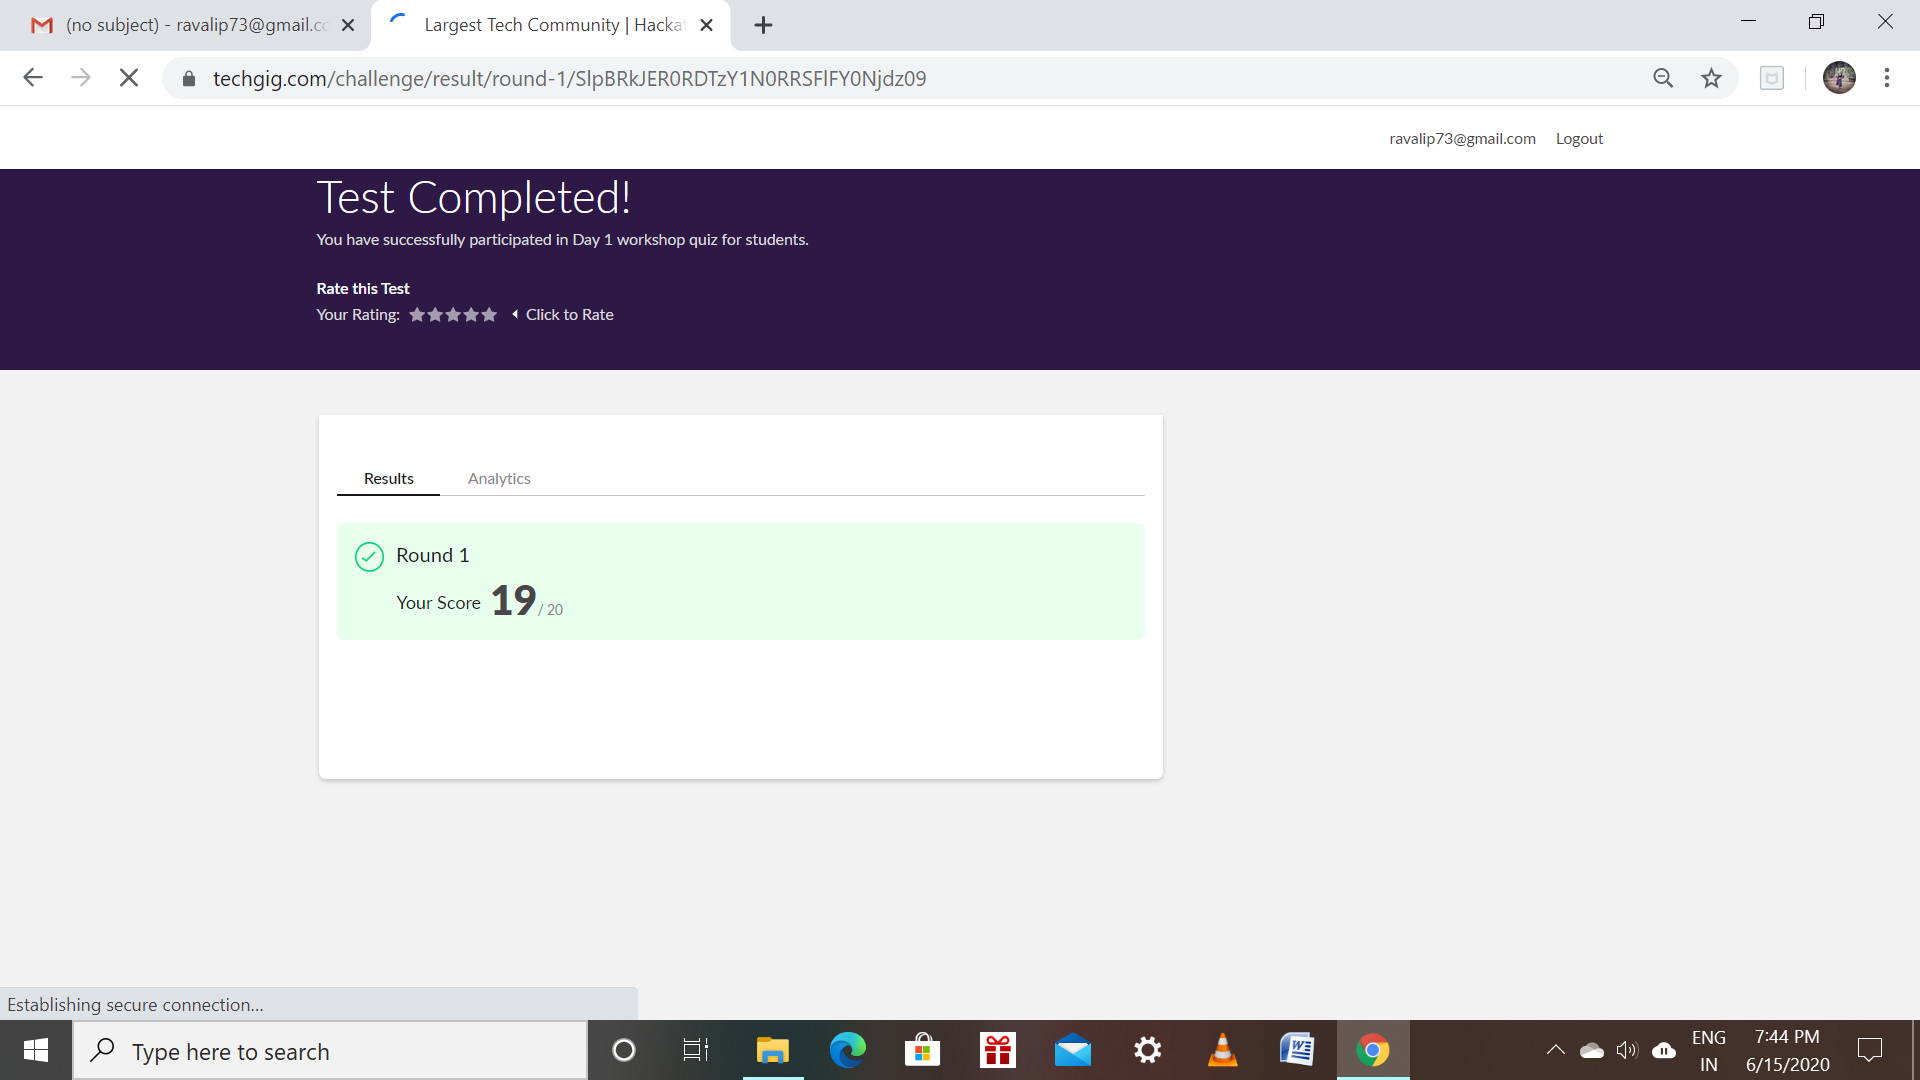 (no subject) - ravalip73@gmail.cc
Largest Tech Community | Hacka
techgig.com/challenge/result/round-1/SlpBRkJER0RDTzY1N0RRSFlFY0Njdz09
ravalip73@gmail.com Logout
Test Completed!
You have successfully participated in Day 1 workshop quiz for students.
Rate this Test
Your Rating: Click to Rate
Results Analytics
Round 1
Your Score 19 / 20
Establishing secure connection...
Type here to search
ENG
IN
7:44 PM
6/15/2020